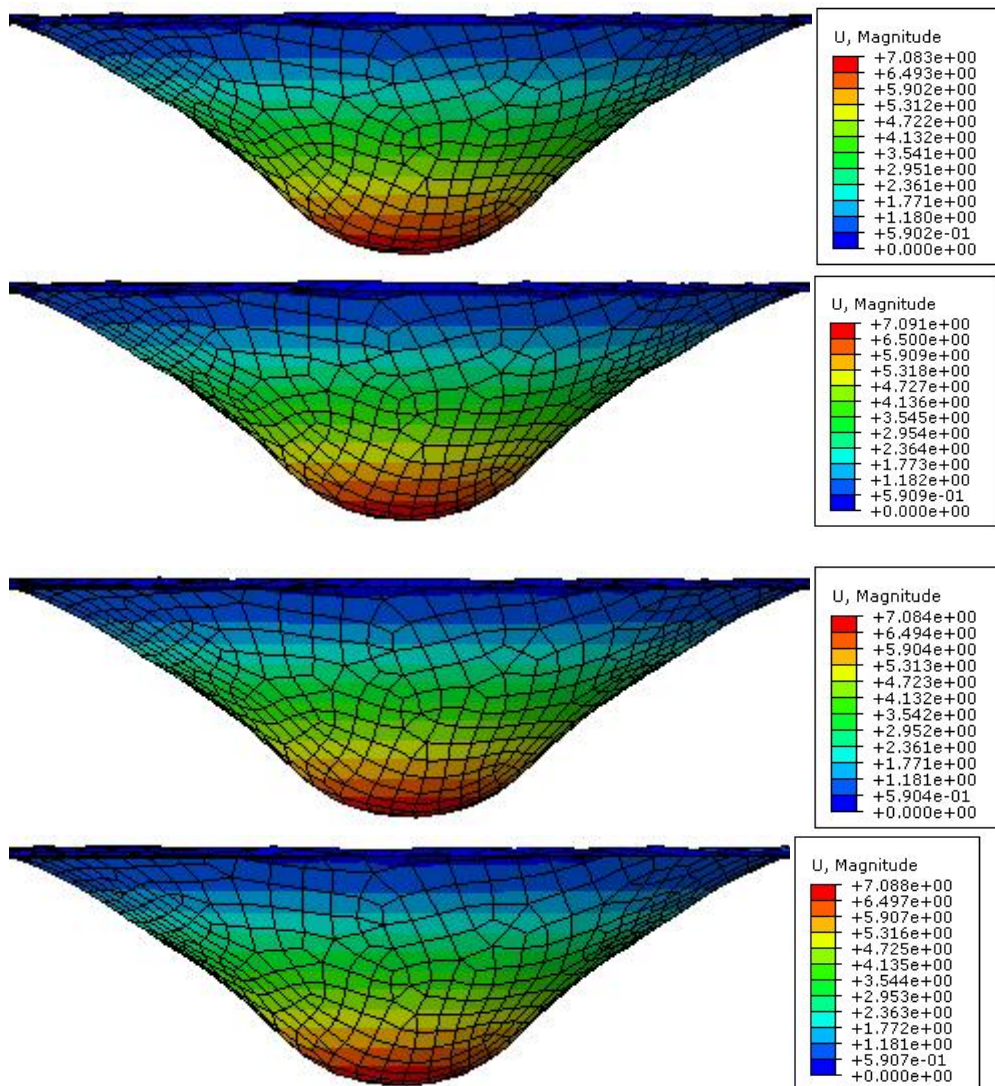 U, Magnitude
+7.083e+00
+6.493e+00
+5.902e+00
+5.312e+00
+4.722e+00
+4.132e+00
+3.541e+00
+2.951e+00
+2.361e+00
+1.771e+00
+1.180e+00
+5.902e-01
+0.000e+00
U, Magnitude
+7.091e+00
+6.500e+00
+5.909e+00
+5.318e+00
+4.727e+00
+4.136e+00
+3.545e+00
+2.954e+00
+2.364e+00
+1.773e+00
+1.182e+00
+5.909e-01
+0.000e+00
U, Magnitude
+7.084e+00
+6.494e+00
+5.904e+00
+5.313e+00
+4.723e+00
+4.132e+00
+3.542e+00
+2.952e+00
+2.361e+00
+1.771e+00
+1.181e+00
+5.904e-01
+0.000e+00
U, Magnitude
+7.088e+00
+6.497e+00
+5.907e+00
+5.316e+00
+4.725e+00
+4.135e+00
+3.544e+00
+2.953e+00
+2.363e+00
+1.772e+00
+1.181e+00
+5.907e-01
+0.000e+00